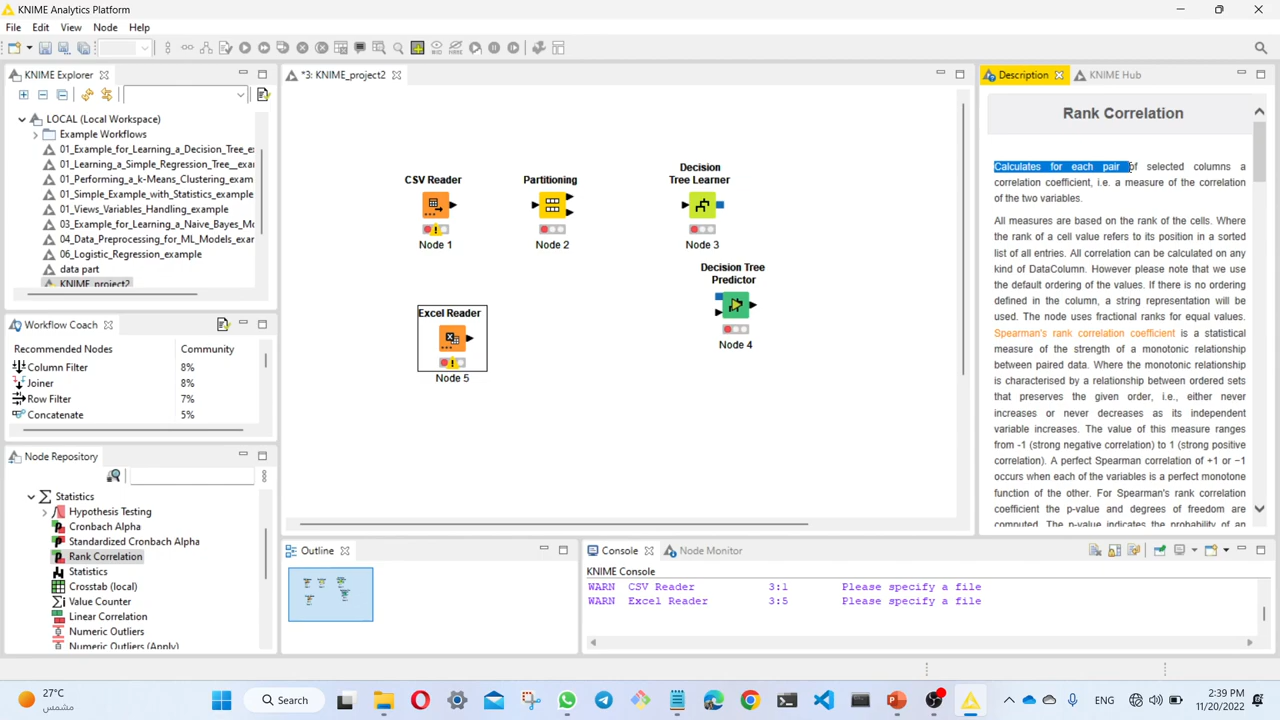 KNIME Analytics Platform
File Edit View Node Help
KNIME Explorer
LOCAL (Local Workspace)
Example Workflows
01_Example_for_Learning_a_Decision_Tree_e
01_Learning_a_Simple_Regression_Tree__exar
01_Performing_a_k-Means_Clustering_exam
01_Simple_Example_with_Statistics_example
01_Views_Variables_Handling_example
03_Example_for_Learning_a_Naive_Bayes_Mo
04_Data_Preprocessing_for_ML_Models_exam
06_Logistic_Regression_example
data part
KNIME_project2
Workflow Coach
Recommended Nodes Community
Column Filter 8%
Joiner 8%
Row Filter 7%
Concatenate 5%
Node Repository
Statistics
Hypothesis Testing
Cronbach Alpha
Standardized Cronbach Alpha
Rank Correlation
Statistics
Crosstab (local)
Value Counter
Linear Correlation
Numeric Outliers
Numeric Outliers (Apply)
*3: KNIME_project2
CSV Reader
Node 1
Partitioning
Node 2
Decision
Tree Learner
Node 3
Decision Tree
Predictor
Node 4
Excel Reader
Node 5
Outline
Console Node Monitor
KNIME Console
WARN CSV Reader 3:1 Please specify a file
WARN Excel Reader 3:5 Please specify a file
Description KNIME Hub
Rank Correlation
Calculates for each pair of selected columns a
correlation coefficient, i.e. a measure of the correlation
of the two variables.
All measures are based on the rank of the cells. Where
the rank of a cell value refers to its position in a sorted
list of all entries. All correlation can be calculated on any
kind of DataColumn. However please note that we use
the default ordering of the values. If there is no ordering
defined in the column, a string representation will be
used. The node uses fractional ranks for equal values.
Spearman's rank correlation coefficient is a statistical
measure of the strength of a monotonic relationship
between paired data. Where the monotonic relationship
is characterised by a relationship between ordered sets
that preserves the given order, i.e., either never
increases or never decreases as its independent
variable increases. The value of this measure ranges
from -1 (strong negative correlation) to 1 (strong positive
correlation). A perfect Spearman correlation of +1 or −1
occurs when each of the variables is a perfect monotone
function of the other. For Spearman's rank correlation
coefficient the p-value and degrees of freedom are
computed. The p-value indicates the probability of an
27°C
مشمس
Search
ENG
2:39 PM
11/20/2022